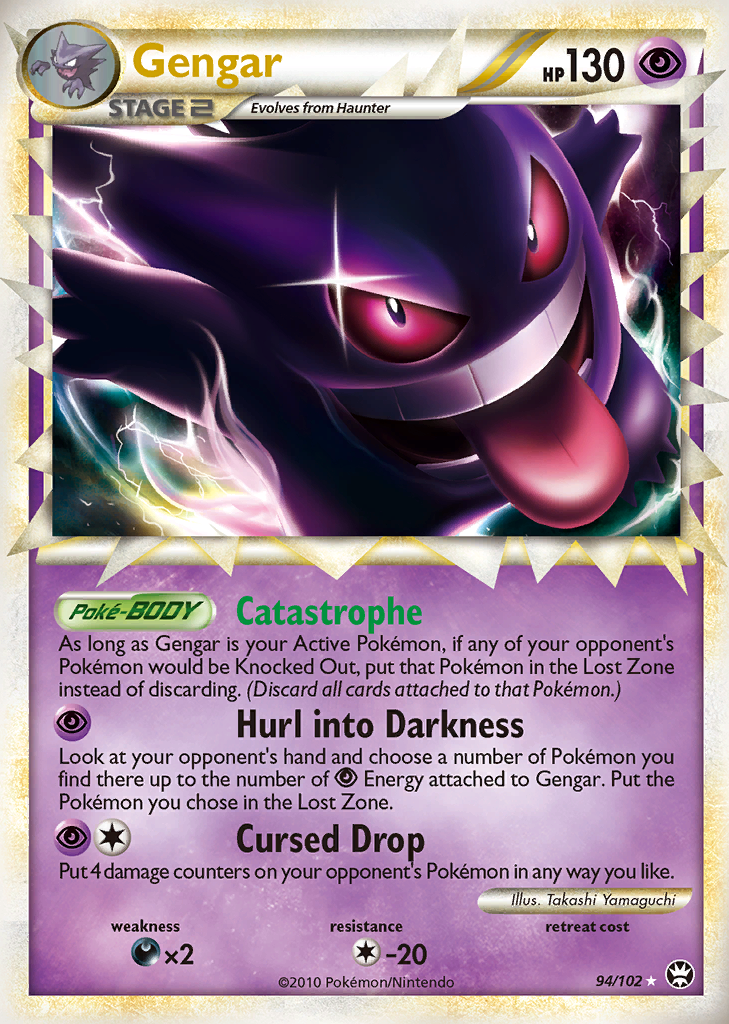 Gengar
HP 130
STAGE 2
Evolves from Haunter
Poké-BODY Catastrophe
As long as Gengar is your Active Pokémon, if any of your opponent's
Pokémon would be Knocked Out, put that Pokémon in the Lost Zone
instead of discarding. (Discard all cards attached to that Pokémon.)
Hurl into Darkness
Look at your opponent's hand and choose a number of Pokémon you
find there up to the number of Energy attached to Gengar. Put the
Pokémon you chose in the Lost Zone.
Cursed Drop
Put 4 damage counters on your opponent's Pokémon in any way you like.
Illus. Takashi Yamaguchi
weakness resistance retreat cost
×2 -20
©2010 Pokémon/Nintendo 94/102